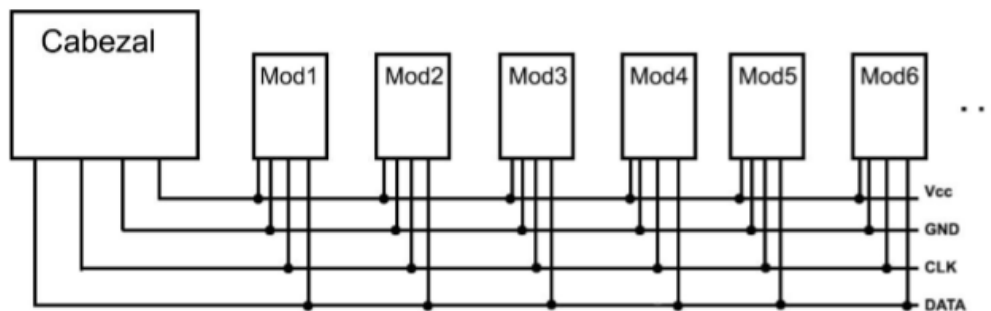 Cabezal
Mod1 Mod2 Mod3 Mod4 Mod5 Mod6 . .
Vcc
GND
CLK
DATA